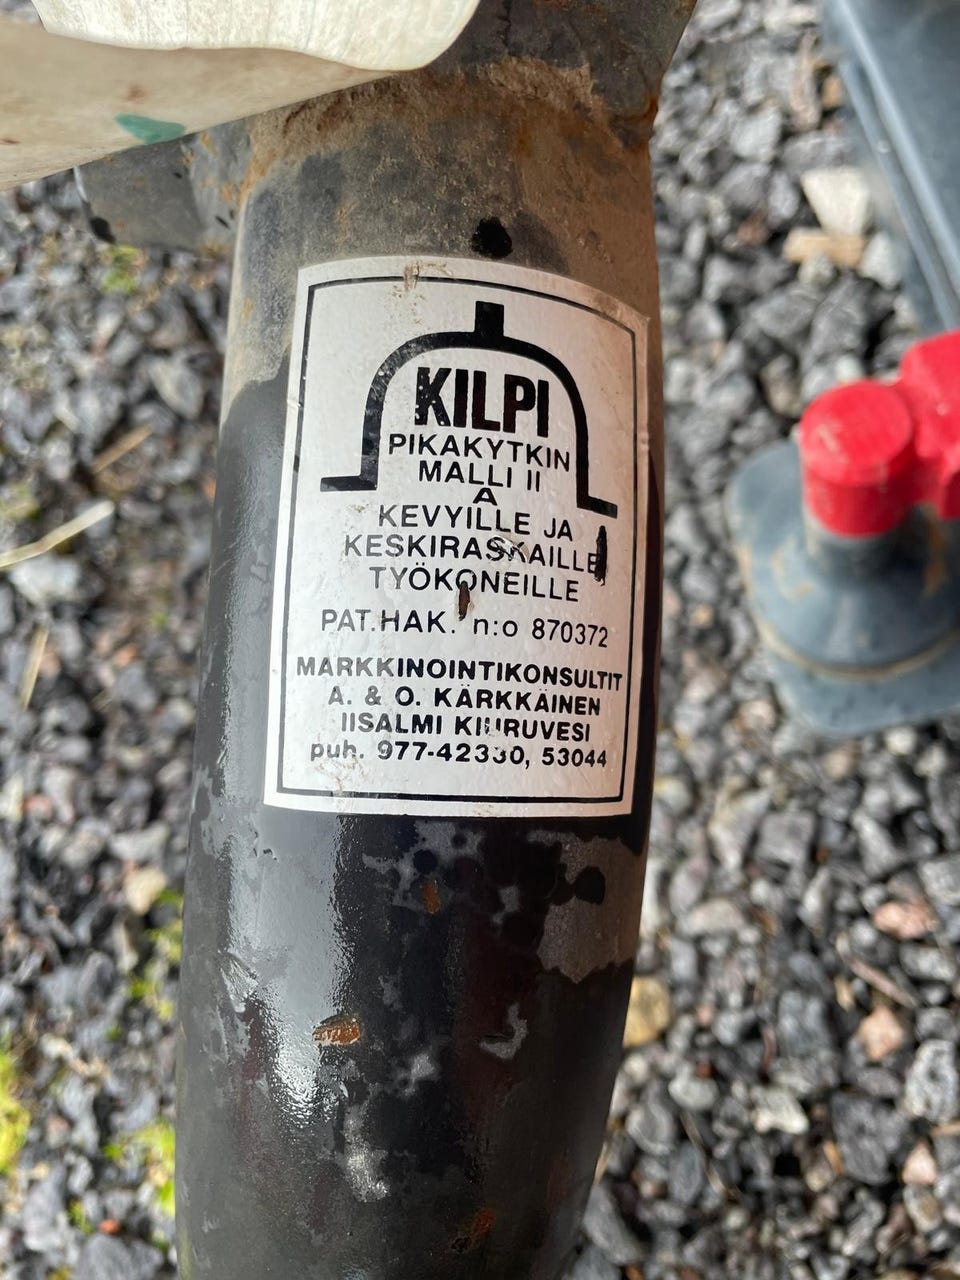 KILPI
PIKAKYTKIN
MALLI II
A
KEVYILLE JA
KESKIRASKAILLE
TYÖKONEILLE
PAT.HAK. n:o 870372
MARKKINOINTIKONSULTIT
A. & O. KÄRKKÄINEN
IISALMI KIURUVESI
puh. 977-42330, 53044